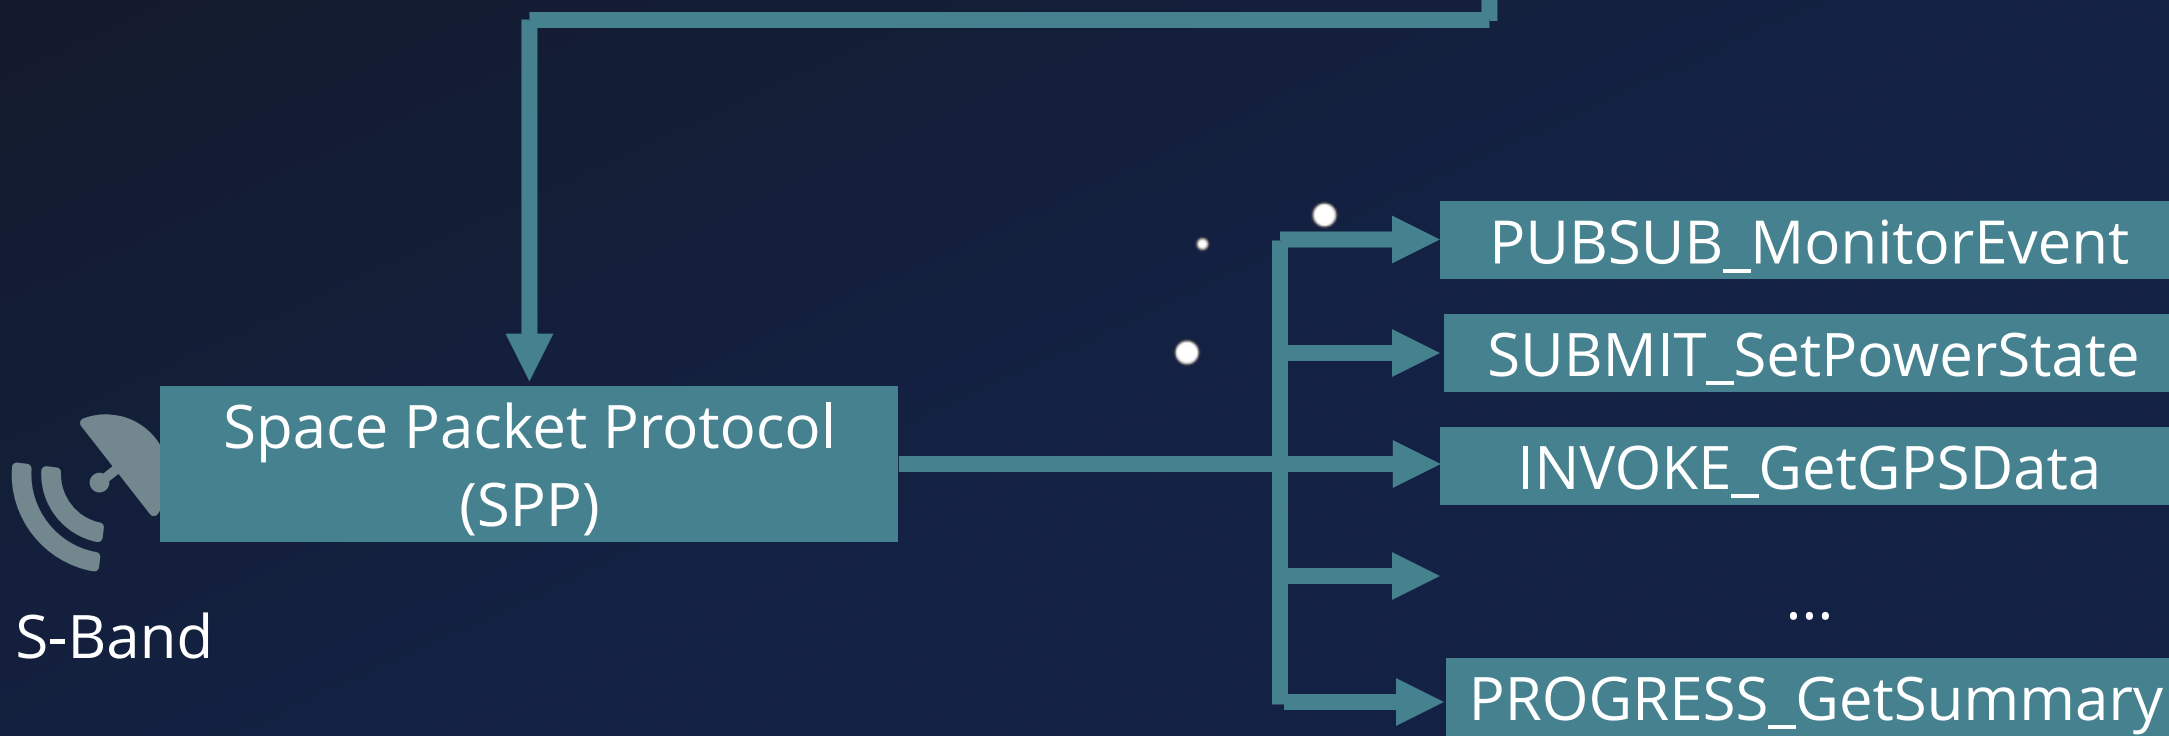 PUBSUB_MonitorEvent
SUBMIT_SetPowerState
Space Packet Protocol
(SPP)
INVOKE_GetGPSData
...
S-Band
PROGRESS_GetSummary